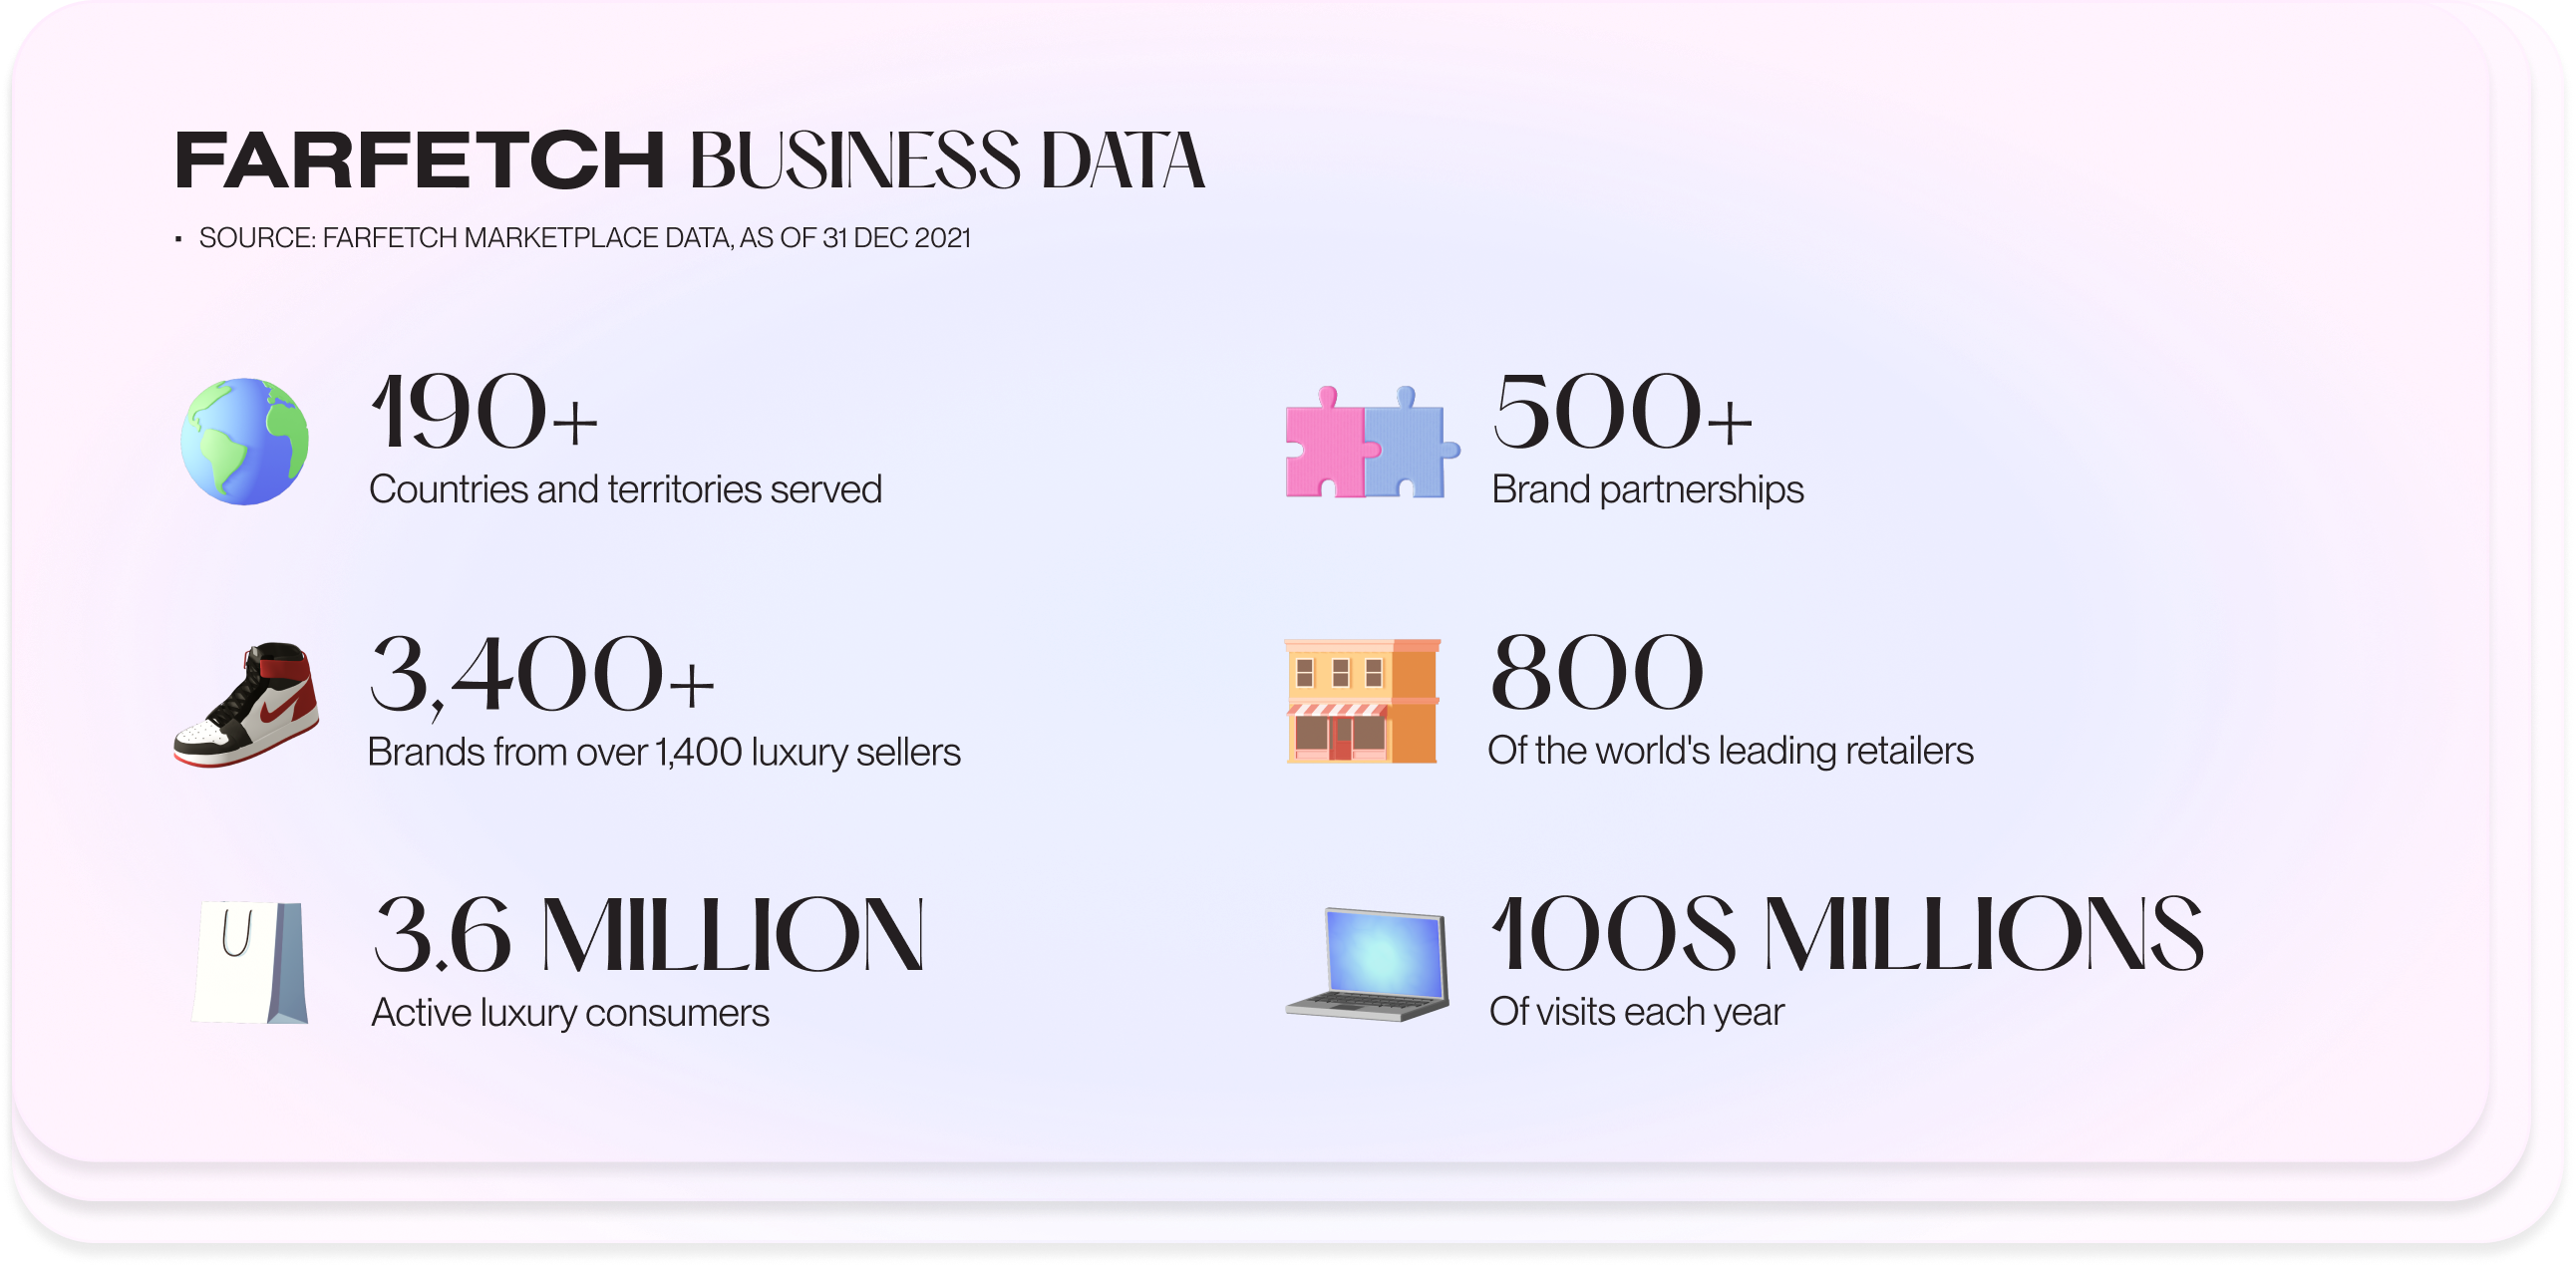 FARFETCH BUSINESS DATA
▪ SOURCE: FARFETCH MARKETPLACE DATA, AS OF 31 DEC 2021
190+
Countries and territories served
500+
Brand partnerships
3,400+
Brands from over 1,400 luxury sellers
800
Of the world's leading retailers
3.6 MILLION
Active luxury consumers
100S MILLIONS
Of visits each year